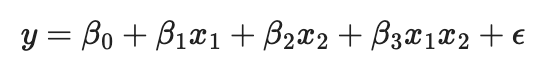 y = β₀ + β₁x₁ + β₂x₂ + β₃x₁x₂ + ϵ